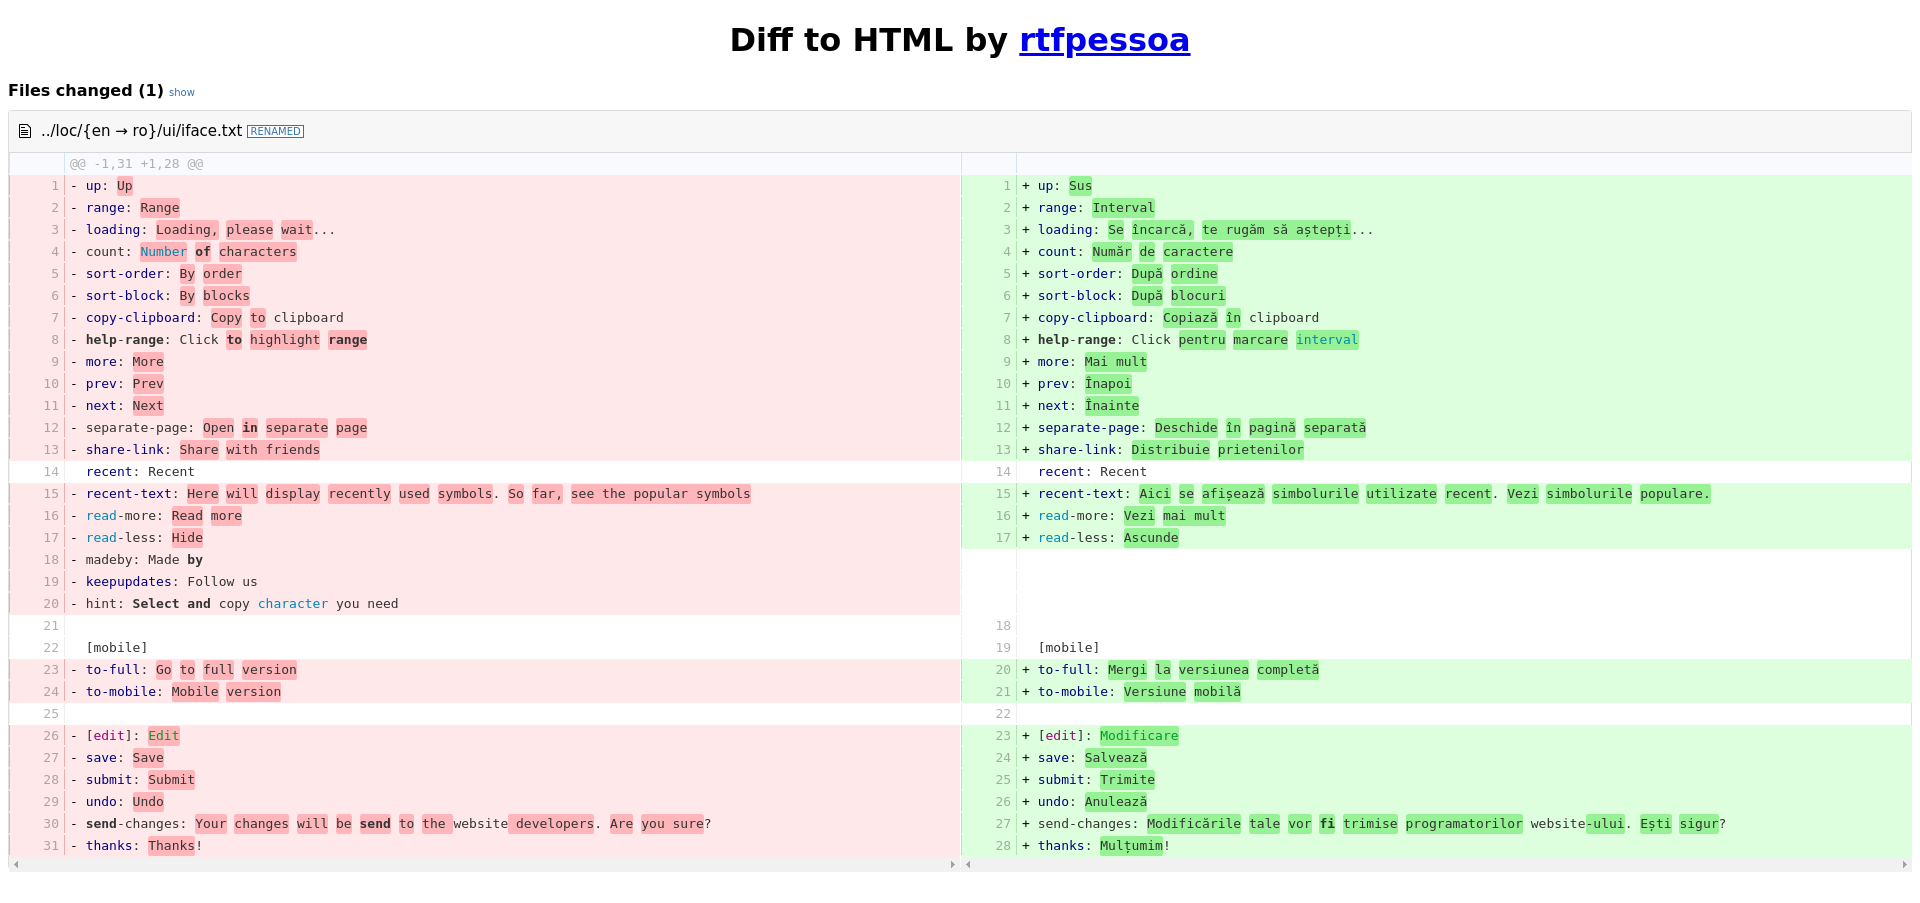 Diff to HTML by rtfpessoa
Files changed (1) show
../loc/{en → ro}/ui/iface.txt RENAMED
@@ -1,31 +1,28 @@
1 - up: Up
2 - range: Range
3 - loading: Loading, please wait...
4 - count: Number of characters
5 - sort-order: By order
6 - sort-block: By blocks
7 - copy-clipboard: Copy to clipboard
8 - help-range: Click to highlight range
9 - more: More
10 - prev: Prev
11 - next: Next
12 - separate-page: Open in separate page
13 - share-link: Share with friends
14 recent: Recent
15 - recent-text: Here will display recently used symbols. So far, see the popular symbols
16 - read-more: Read more
17 - read-less: Hide
18 - madeby: Made by
19 - keepupdates: Follow us
20 - hint: Select and copy character you need
21
22 [mobile]
23 - to-full: Go to full version
24 - to-mobile: Mobile version
25
26 - [edit]: Edit
27 - save: Save
28 - submit: Submit
29 - undo: Undo
30 - send-changes: Your changes will be send to the website developers. Are you sure?
31 - thanks: Thanks!
1 + up: Sus
2 + range: Interval
3 + loading: Se încarcă, te rugăm să aștepți...
4 + count: Număr de caractere
5 + sort-order: După ordine
6 + sort-block: După blocuri
7 + copy-clipboard: Copiază în clipboard
8 + help-range: Click pentru marcare interval
9 + more: Mai mult
10 + prev: Înapoi
11 + next: Înainte
12 + separate-page: Deschide în pagină separată
13 + share-link: Distribuie prietenilor
14 recent: Recent
15 + recent-text: Aici se afișează simbolurile utilizate recent. Vezi simbolurile populare.
16 + read-more: Vezi mai mult
17 + read-less: Ascunde
18
19 [mobile]
20 + to-full: Mergi la versiunea completă
21 + to-mobile: Versiune mobilă
22
23 + [edit]: Modificare
24 + save: Salvează
25 + submit: Trimite
26 + undo: Anulează
27 + send-changes: Modificările tale vor fi trimise programatorilor website-ului. Ești sigur?
28 + thanks: Mulțumim!